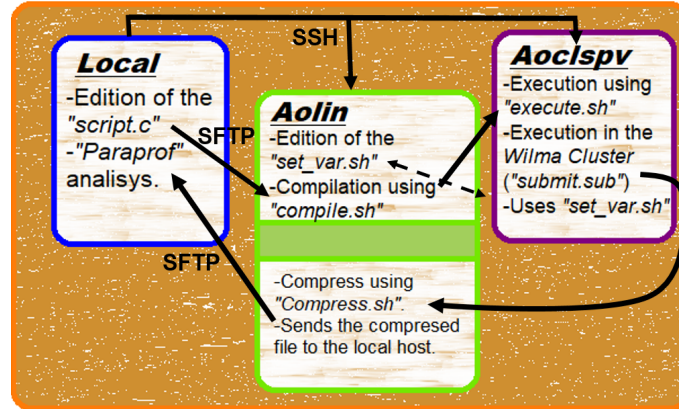 SSH
Local
-Edition of the
"script.c"
-"Paraprof"
analisys.
SFTP
SFTP
Aolin
-Edition of the
"set_var.sh"
-Compilation using
"compile.sh"
-Compress using
"Compress.sh".
-Sends the compresed
file to the local host.
Aoclspv
-Execution using
"execute.sh"
-Execution in the
Wilma Cluster
("submit.sub")
-Uses "set_var.sh"